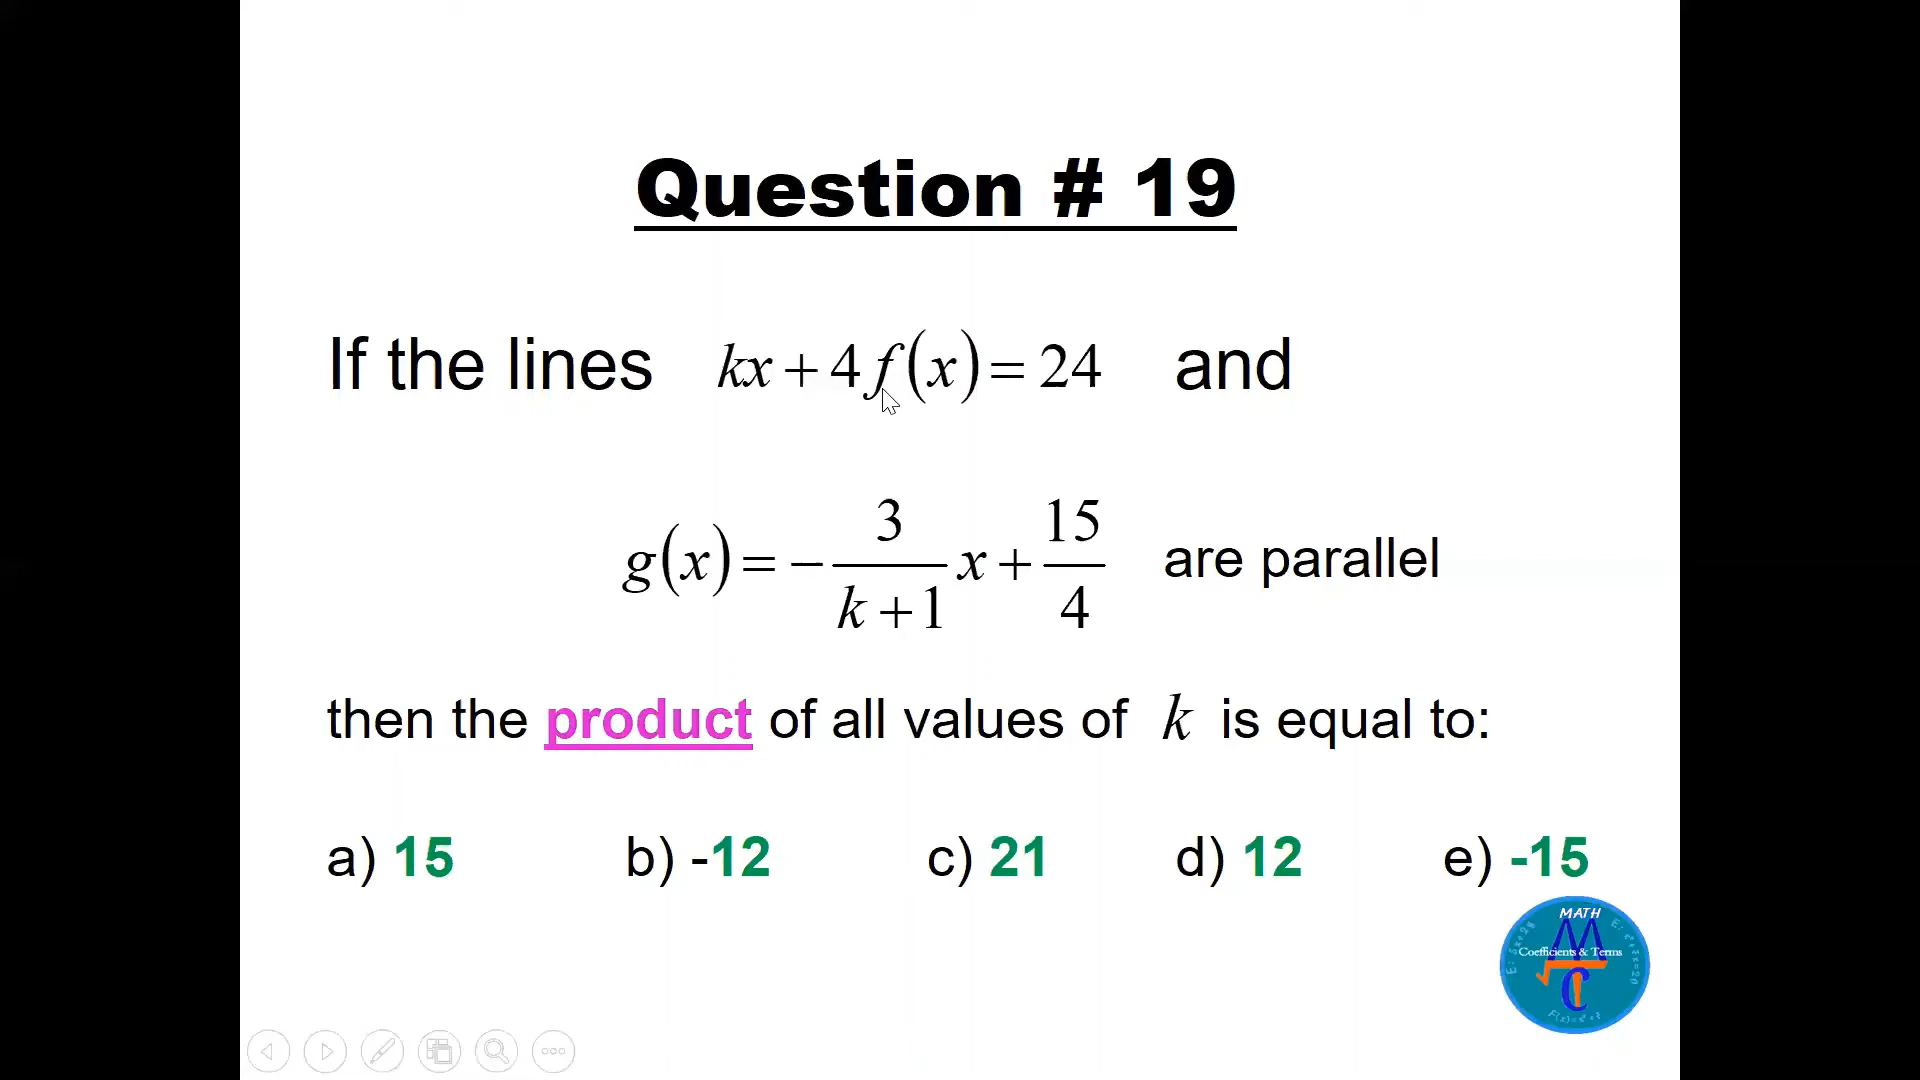 Question # 19
If the lines kx + 4f(x) = 24 and
g(x) = - 3/(k + 1) x + 15/4 are parallel
then the product of all values of k is equal to:
a) 15 b) -12 c) 21 d) 12 e) -15
MATH
Coefficients & Terms